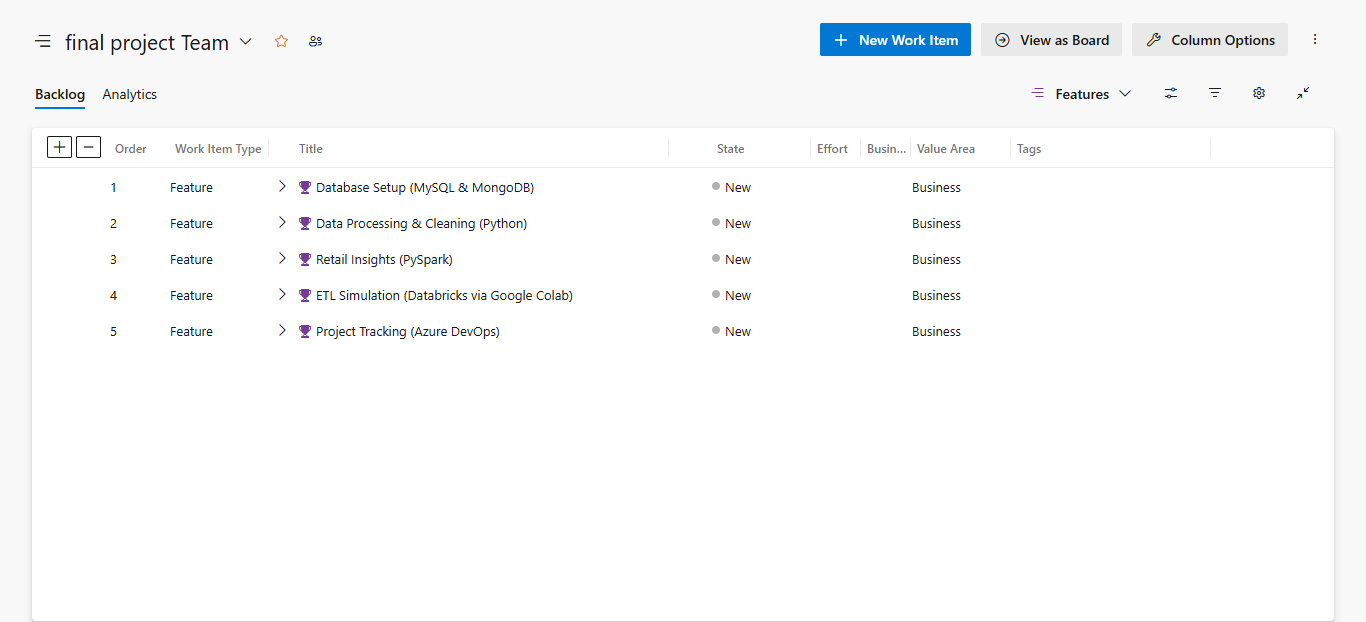 final project Team
New Work Item
View as Board
Column Options
Backlog
Analytics
Features
Order Work Item Type Title State Effort Busin... Value Area Tags
1 Feature Database Setup (MySQL & MongoDB) New Business
2 Feature Data Processing & Cleaning (Python) New Business
3 Feature Retail Insights (PySpark) New Business
4 Feature ETL Simulation (Databricks via Google Colab) New Business
5 Feature Project Tracking (Azure DevOps) New Business